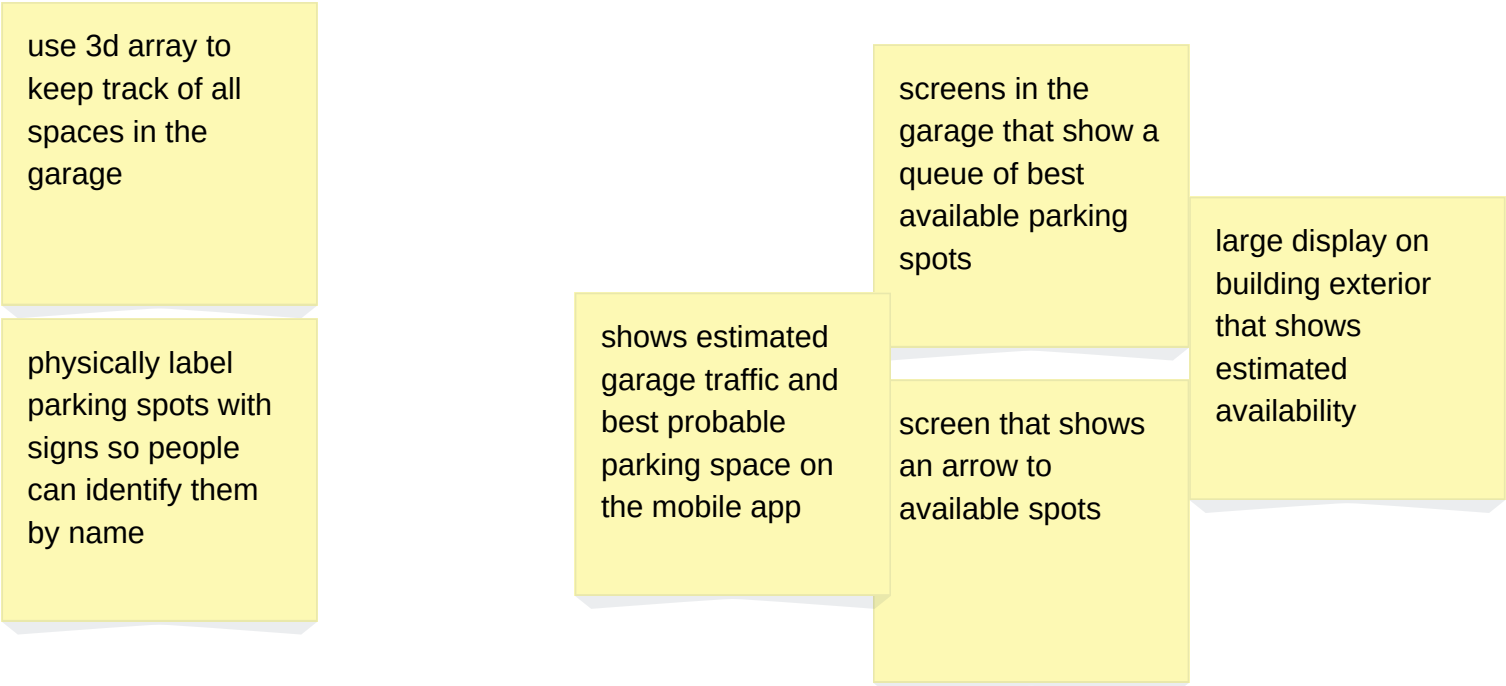 use 3d array to
keep track of all
spaces in the
garage
physically label
parking spots with
signs so people
can identify them
by name
shows estimated
garage traffic and
best probable
parking space on
the mobile app
screens in the
garage that show a
queue of best
available parking
spots
screen that shows
an arrow to
available spots
large display on
building exterior
that shows
estimated
availability